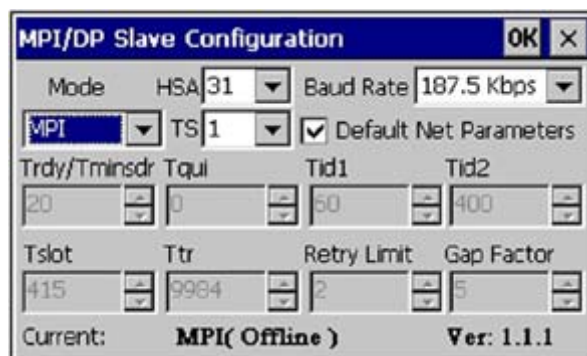 MPI/DP Slave Configuration OK ×
Mode HSA 31 Baud Rate 187.5 Kbps
MPI TS 1 Default Net Parameters
Trdy/Tminsdr Tqui Tid1 Tid2
20 0 60 400
Tslot Ttr Retry Limit Gap Factor
415 9984 2 5
Current: MPI( Offline ) Ver: 1.1.1